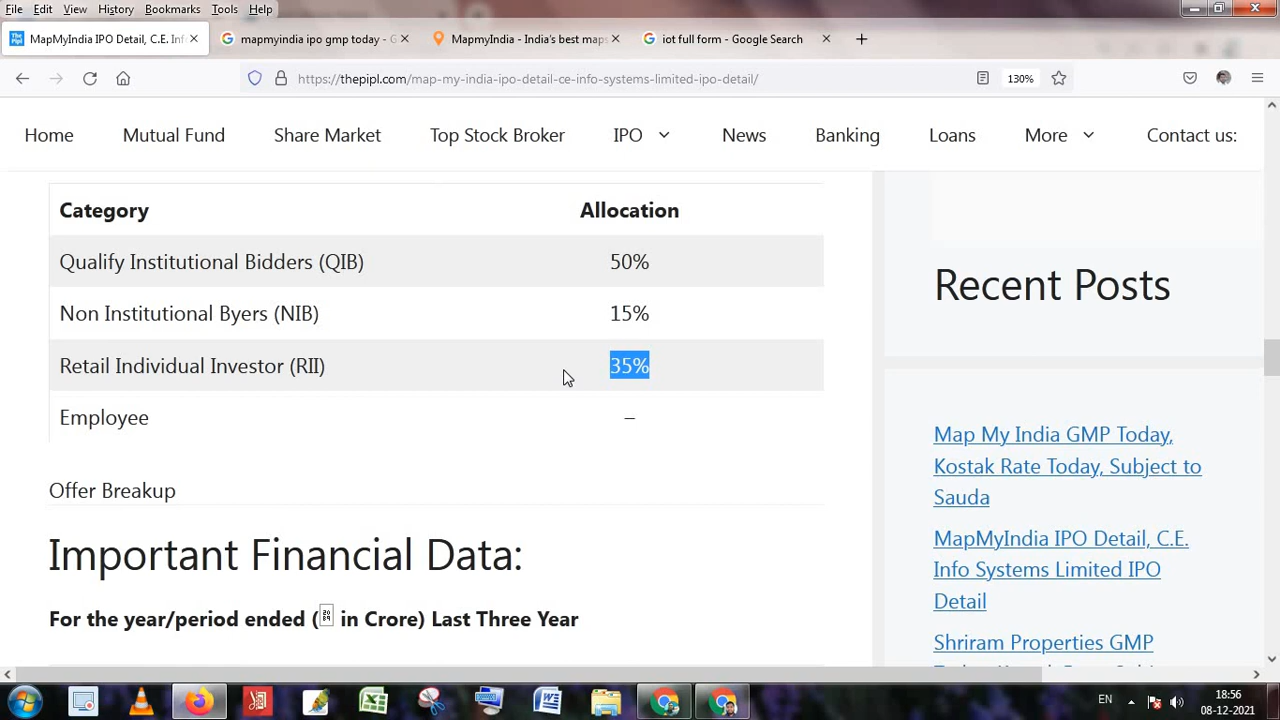 File Edit View History Bookmarks Tools Help
MapMyIndia IPO Detail, C.E. Inf
mapmyindia ipo gmp today - G
MapmyIndia - India's best maps
iot full form - Google Search
https://thepipl.com/map-my-india-ipo-detail-ce-info-systems-limited-ipo-detail/
130%
Home Mutual Fund Share Market Top Stock Broker IPO News Banking Loans More Contact us:
Category Allocation
Qualify Institutional Bidders (QIB) 50%
Non Institutional Byers (NIB) 15%
Retail Individual Investor (RII) 35%
Employee –
Offer Breakup
Important Financial Data:
For the year/period ended ( in Crore) Last Three Year
Recent Posts
Map My India GMP Today,
Kostak Rate Today, Subject to
Sauda
MapMyIndia IPO Detail, C.E.
Info Systems Limited IPO
Detail
Shriram Properties GMP
EN
18:56
08-12-2021